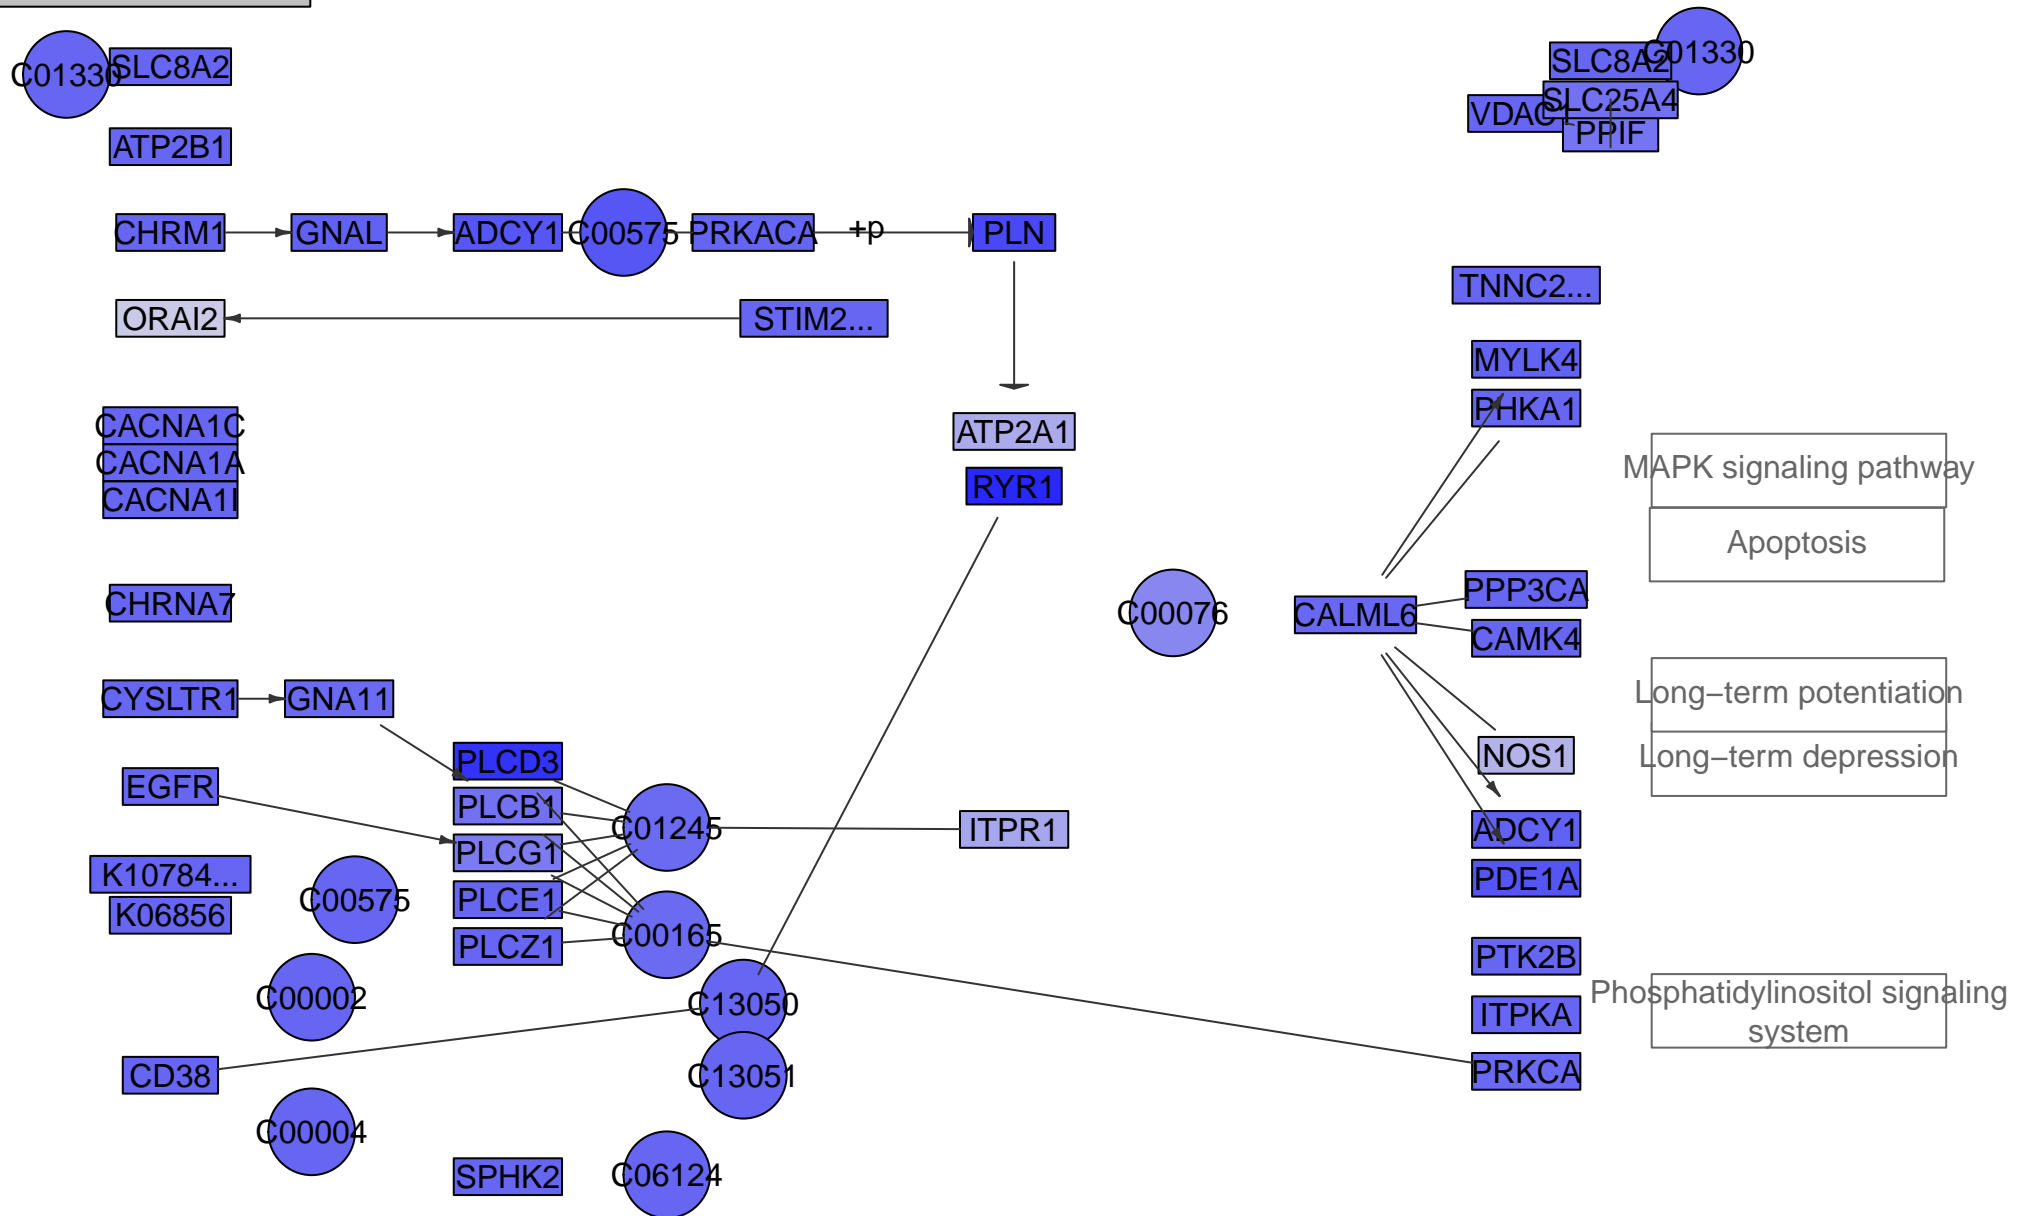 C01330
SLC8A2
SLC8A2
C01330
SLC25A4
VDAC1
PPIF
ATP2B1
CHRM1
GNAL
ADCY1
C00575
PRKACA
+p
PLN
TNNC2...
ORAI2
STIM2...
MYLK4
PHKA1
CACNA1C
ATP2A1
CACNA1A
MAPK signaling pathway
RYR1
CACNA1I
Apoptosis
CHRNA7
C00076
CALML6
PPP3CA
CAMK4
CYSLTR1
GNA11
Long−term potentiation
PLCD3
NOS1
Long−term depression
EGFR
PLCB1
C01245
ITPR1
ADCY1
PLCG1
K10784...
PDE1A
C00575
PLCE1
K06856
PLCZ1
C00165
PTK2B
C00002
C13050
Phosphatidylinositol signaling
system
ITPKA
CD38
C13051
PRKCA
C00004
SPHK2
C06124